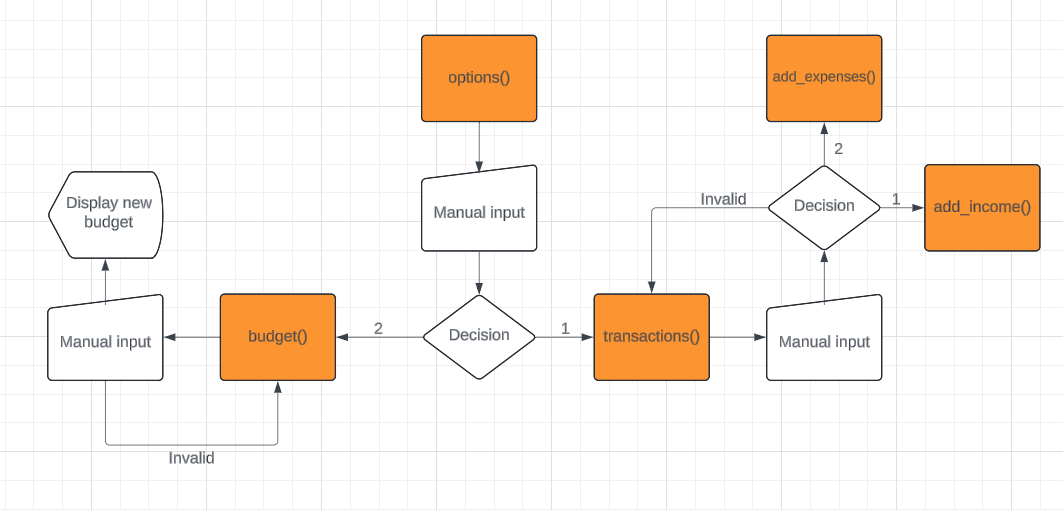 options()
add_expenses()
2
Display new
budget
Manual input
Invalid
Decision
1
add_income()
Manual input
budget()
2
Decision
1
transactions()
Manual input
Invalid